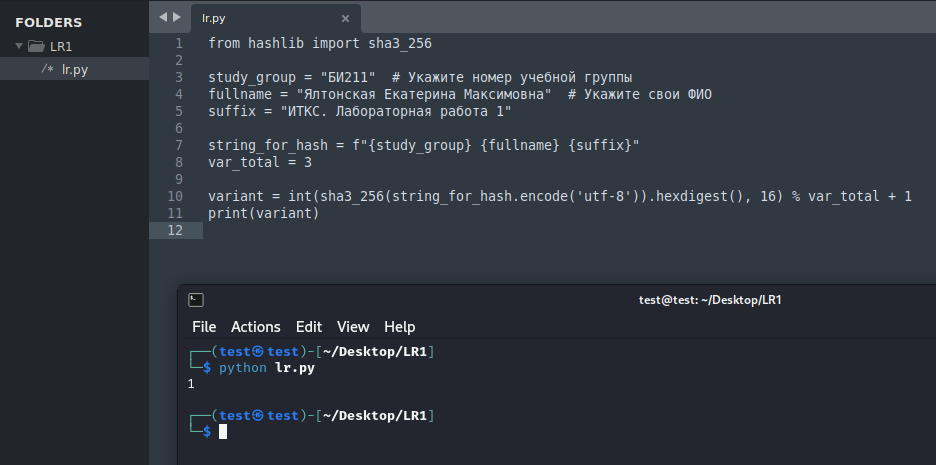 FOLDERS
LR1
/* lr.py
lr.py
1 from hashlib import sha3_256
2
3 study_group = "БИ211"  # Укажите номер учебной группы
4 fullname = "Ялтонская Екатерина Максимовна"  # Укажите свои ФИО
5 suffix = "ИТКС. Лабораторная работа 1"
6
7 string_for_hash = f"{study_group} {fullname} {suffix}"
8 var_total = 3
9
10 variant = int(sha3_256(string_for_hash.encode('utf-8')).hexdigest(), 16) % var_total + 1
11 print(variant)
12
test@test: ~/Desktop/LR1
File Actions Edit View Help
┌──(test㉿test)-[~/Desktop/LR1]
└─$ python lr.py
1
┌──(test㉿test)-[~/Desktop/LR1]
└─$